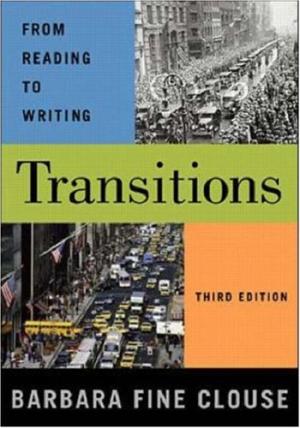 FROM
READING
TO
WRITING
Transitions
THIRD EDITION
BARBARA FINE CLOUSE